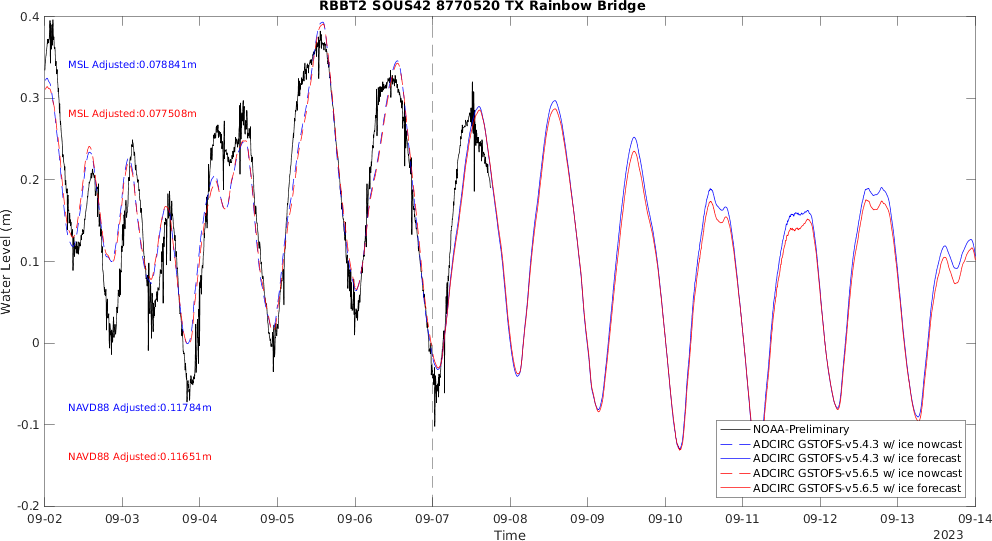 RBBT2 SOUS42 8770520 TX Rainbow Bridge
0.4
0.3
0.2
0.1
0
-0.1
-0.2
Water Level (m)
MSL Adjusted:0.078841m
MSL Adjusted:0.077508m
NAVD88 Adjusted:0.11784m
NAVD88 Adjusted:0.11651m
NOAA-Preliminary
ADCIRC GSTOFS-v5.4.3 w/ ice nowcast
ADCIRC GSTOFS-v5.4.3 w/ ice forecast
ADCIRC GSTOFS-v5.6.5 w/ ice nowcast
ADCIRC GSTOFS-v5.6.5 w/ ice forecast
09-02 09-03 09-04 09-05 09-06 09-07 09-08 09-09 09-10 09-11 09-12 09-13 09-14
Time
2023